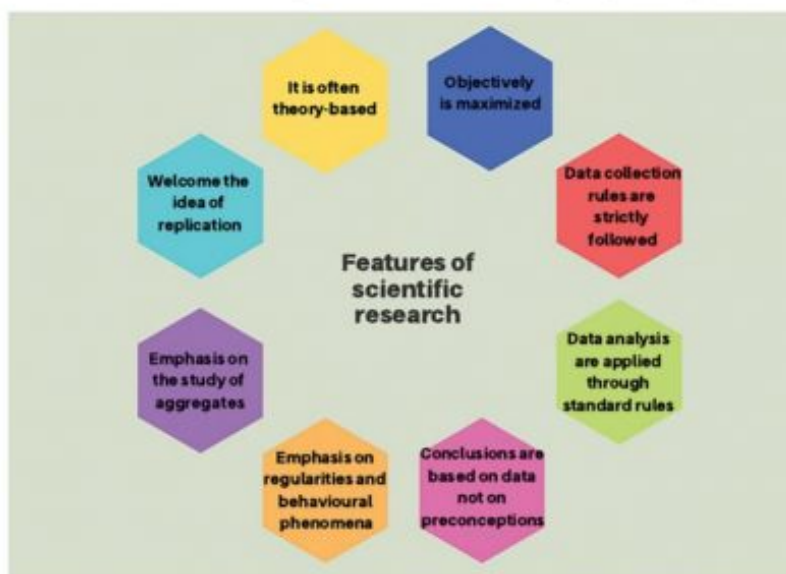 It is often
theory-based
Objectively
is maximized
Welcome the
idea of
replication
Data collection
rules are
strictly
followed
Features of
scientific
research
Emphasis on
the study of
aggregates
Data analysis
are applied
through
standard rules
Emphasis on
regularities and
behavioural
phenomena
Conclusions are
based on data
not on
preconceptions